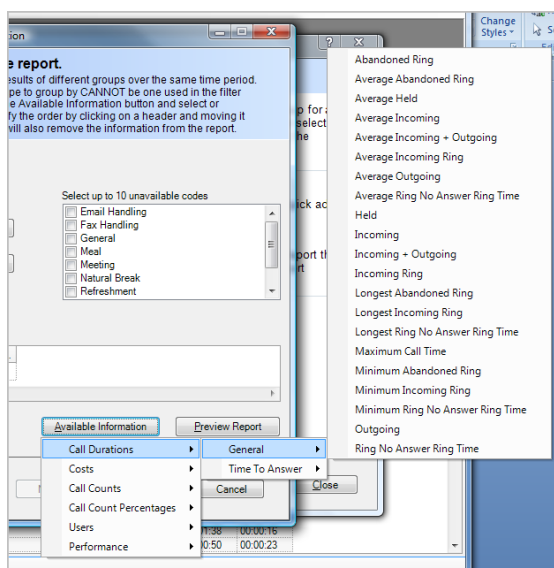 tion
e report.
esults of different groups over the same time period.
pe to group by CANNOT be one used in the filter
e Available Information button and select or
fy the order by clicking on a header and moving it
will also remove the information from the report.
Select up to 10 unavailable codes
Email Handling
Fax Handling
General
Meal
Meeting
Natural Break
Refreshment
Available Information
Preview Report
Call Durations
Costs
Call Counts
Call Count Percentages
Users
Performance
General
Time To Answer
Cancel
Close
1:38 00:00:16
0:50 00:00:23
?
X
p for a
select
he
ick ac
port th
rt
Change
Styles
Abandoned Ring
Average Abandoned Ring
Average Held
Average Incoming
Average Incoming + Outgoing
Average Incoming Ring
Average Outgoing
Average Ring No Answer Ring Time
Held
Incoming
Incoming + Outgoing
Incoming Ring
Longest Abandoned Ring
Longest Incoming Ring
Longest Ring No Answer Ring Time
Maximum Call Time
Minimum Abandoned Ring
Minimum Incoming Ring
Minimum Ring No Answer Ring Time
Outgoing
Ring No Answer Ring Time